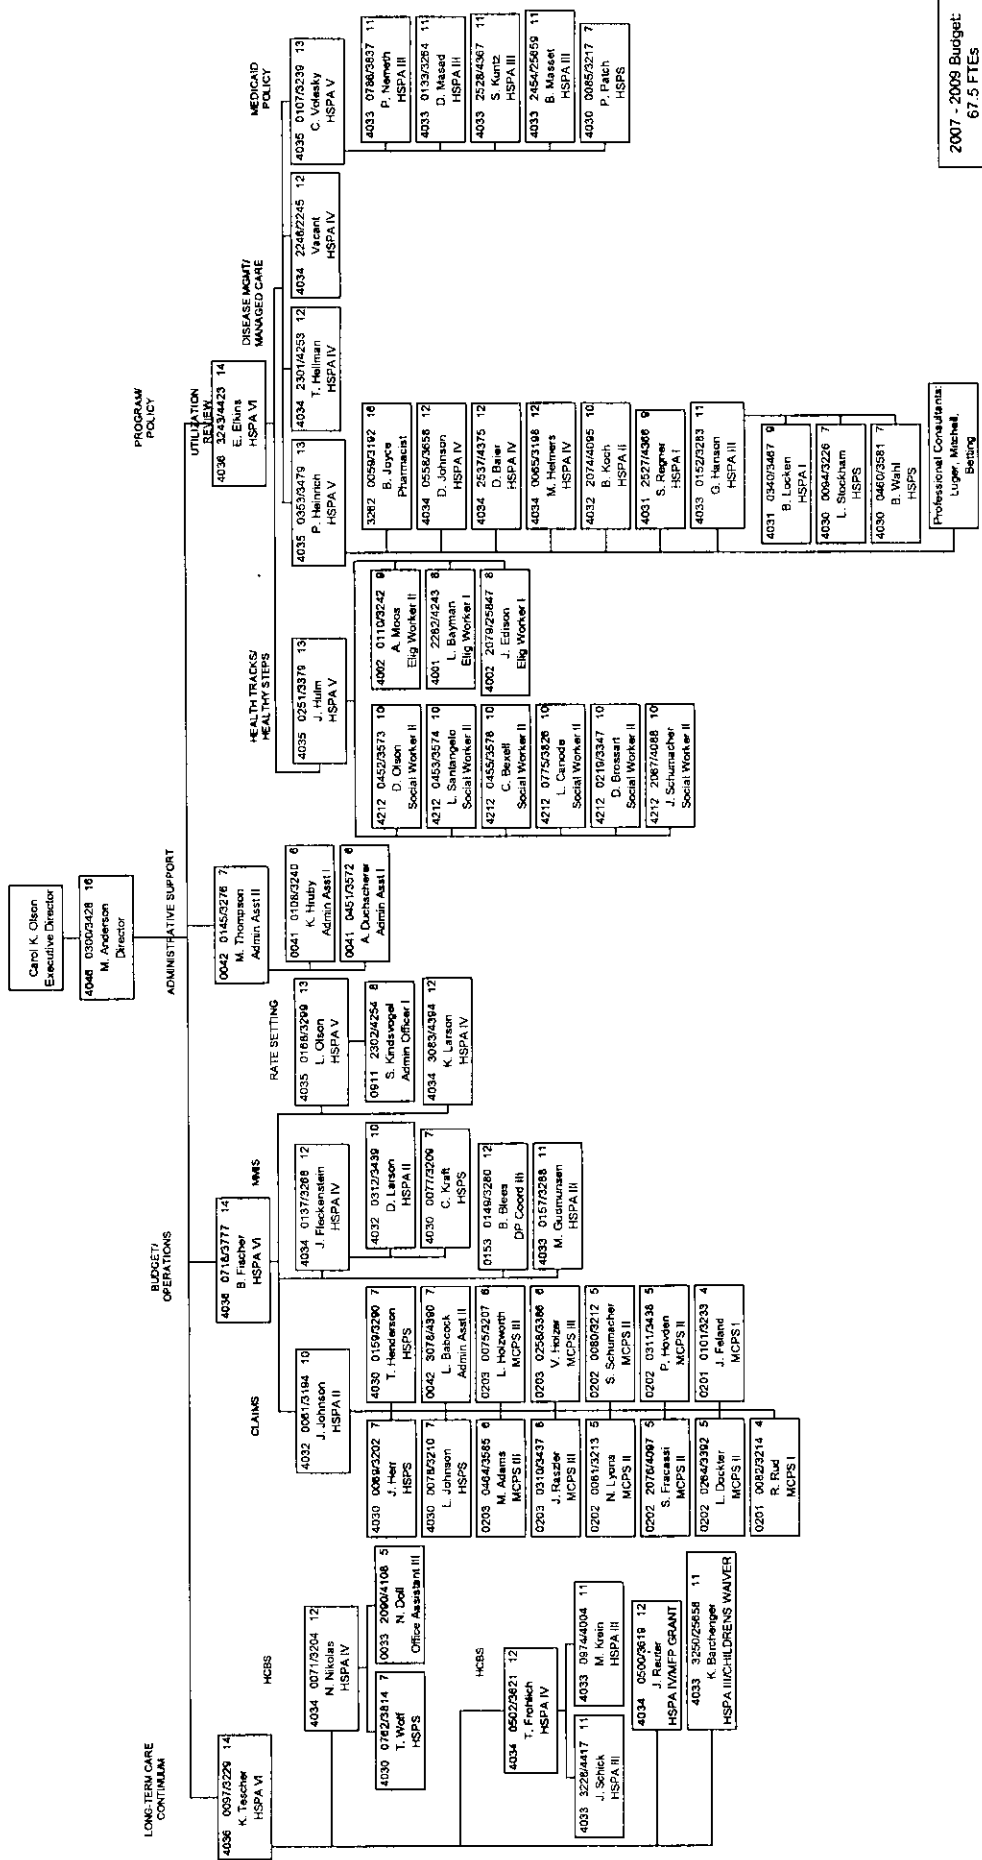 Carol K. Olson
Executive Director
4046 0300/3428 16
M. Anderson
Director
LONG-TERM CARE
CONTINUUM
4036 0097/3229 14
K. Tescher
HSPA VI
HCBS
4034 0071/3204 12
N. Nikolas
HSPA IV
4030 0762/3814 7
T. Wolf
HSPS
0033 2090/4108 5
N. Doll
Office Assistant III
HCBS
4034 0502/3621 12
T. Frohlich
HSPA IV
4033 3226/4417 11
J. Schick
HSPA III
4033 0974/4004 11
M. Krein
HSPA III
4034 0500/3619 12
J. Reuter
HSPA IV/MFP GRANT
4033 3250/25658 11
K. Barchenger
HSPA III/CHILDRENS WAIVER
BUDGET/
OPERATIONS
4036 0718/3777 14
B. Fischer
HSPA VI
CLAIMS
4032 0061/3194 10
J. Johnson
HSPA II
4030 0069/3202 7
J. Herr
HSPS
4030 0078/3210 7
L. Johnson
HSPS
0203 0464/3585 6
M. Adams
MCPS III
0203 0310/3437 6
J. Raszler
MCPS III
0202 0081/3213 5
N. Lyons
MCPS II
0202 2076/4097 5
S. Fracassi
MCPS II
0202 0264/3392 5
L. Dockter
MCPS II
0201 0082/3214 4
R. Rud
MCPS I
4030 0159/3290 7
T. Henderson
HSPS
0042 3076/4390 7
L. Babcock
Admin Asst II
0203 0075/3207 6
L. Holzworth
MCPS III
0203 0258/3386 6
V. Holzer
MCPS III
0202 0080/3212 5
S. Schumacher
MCPS II
0202 0311/3438 5
P. Hovden
MCPS II
0201 0101/3233 4
J. Feland
MCPS I
MMIS
4034 0137/3268 12
J. Fleckenstein
HSPA IV
4032 0312/3439 10
D. Larson
HSPA II
4030 0077/3209 7
C. Kraft
HSPS
0153 0149/3280 12
B. Blees
DP Coord III
4033 0157/3288 11
M. Gudmunsen
HSPA III
RATE SETTING
4035 0168/3299 13
L. Olson
HSPA V
0911 2302/4254 8
S. Kindsvogel
Admin Officer I
4034 3083/4394 12
K. Larson
HSPA IV
ADMINISTRATIVE SUPPORT
0042 0145/3276 7
M. Thompson
Admin Asst II
0041 0108/3240 6
K. Hruby
Admin Asst I
0041 0451/3572 6
A. Duchscherer
Admin Asst I
PROGRAM/
POLICY
UTILIZATION
REVIEW
4036 3243/4423 14
E. Elkins
HSPA VI
HEALTH TRACKS/
HEALTHY STEPS
4035 0251/3379 13
J. Hulm
HSPA V
4212 0452/3573 10
D. Olson
Social Worker II
4212 0453/3574 10
L. Santangelo
Social Worker II
4212 0455/3576 10
C. Bexell
Social Worker II
4212 0775/3826 10
L. Canode
Social Worker II
4212 0219/3347 10
D. Brossart
Social Worker II
4212 2067/4088 10
J. Schumacher
Social Worker II
4002 0110/3242 9
A. Moos
Elig Worker II
4001 2282/4243 8
L. Bayman
Elig Worker I
4002 2079/25847 8
J. Edison
Elig Worker I
4035 0353/3479 13
P. Heinrich
HSPA V
3262 0059/3192 16
B. Joyce
Pharmacist
4034 0558/3658 12
D. Johnson
HSPA IV
4034 2537/4375 12
D. Baier
HSPA IV
4034 0065/3198 12
M. Helmers
HSPA IV
4032 2074/4095 10
B. Koch
HSPA II
4031 2527/4366 9
S. Regner
HSPA I
4033 0152/3283 11
G. Hanson
HSPA III
4031 0340/3467 9
B. Locken
HSPA I
4030 0094/3226 7
L. Stockham
HSPS
4030 0460/3581 7
B. Wahl
HSPS
Professional Consultants:
Luger, Mitchell,
Betting
DISEASE MGMT/
MANAGED CARE
4034 2301/4253 12
T. Hellman
HSPA IV
4034 2246/2245 12
Vacant
HSPA IV
MEDICAID
POLICY
4035 0107/3239 13
C. Volesky
HSPA V
4033 0786/3837 11
P. Nemeth
HSPA III
4033 0133/3264 11
D. Masad
HSPA III
4033 2528/4367 11
S. Kuntz
HSPA III
4033 2454/25659 11
B. Masset
HSPA III
4030 0085/3217 7
P. Patch
HSPS
2007 - 2009 Budget:
67.5 FTEs